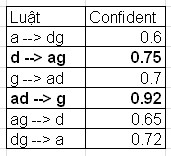 Luật Confident
a --> dg 0.6
d --> ag 0.75
g --> ad 0.7
ad --> g 0.92
ag --> d 0.65
dg --> a 0.72